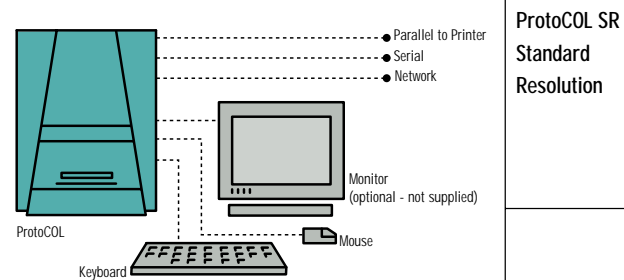 Parallel to Printer
Serial
Network
Monitor
(optional - not supplied)
Mouse
ProtoCOL
Keyboard
ProtoCOL SR
Standard
Resolution